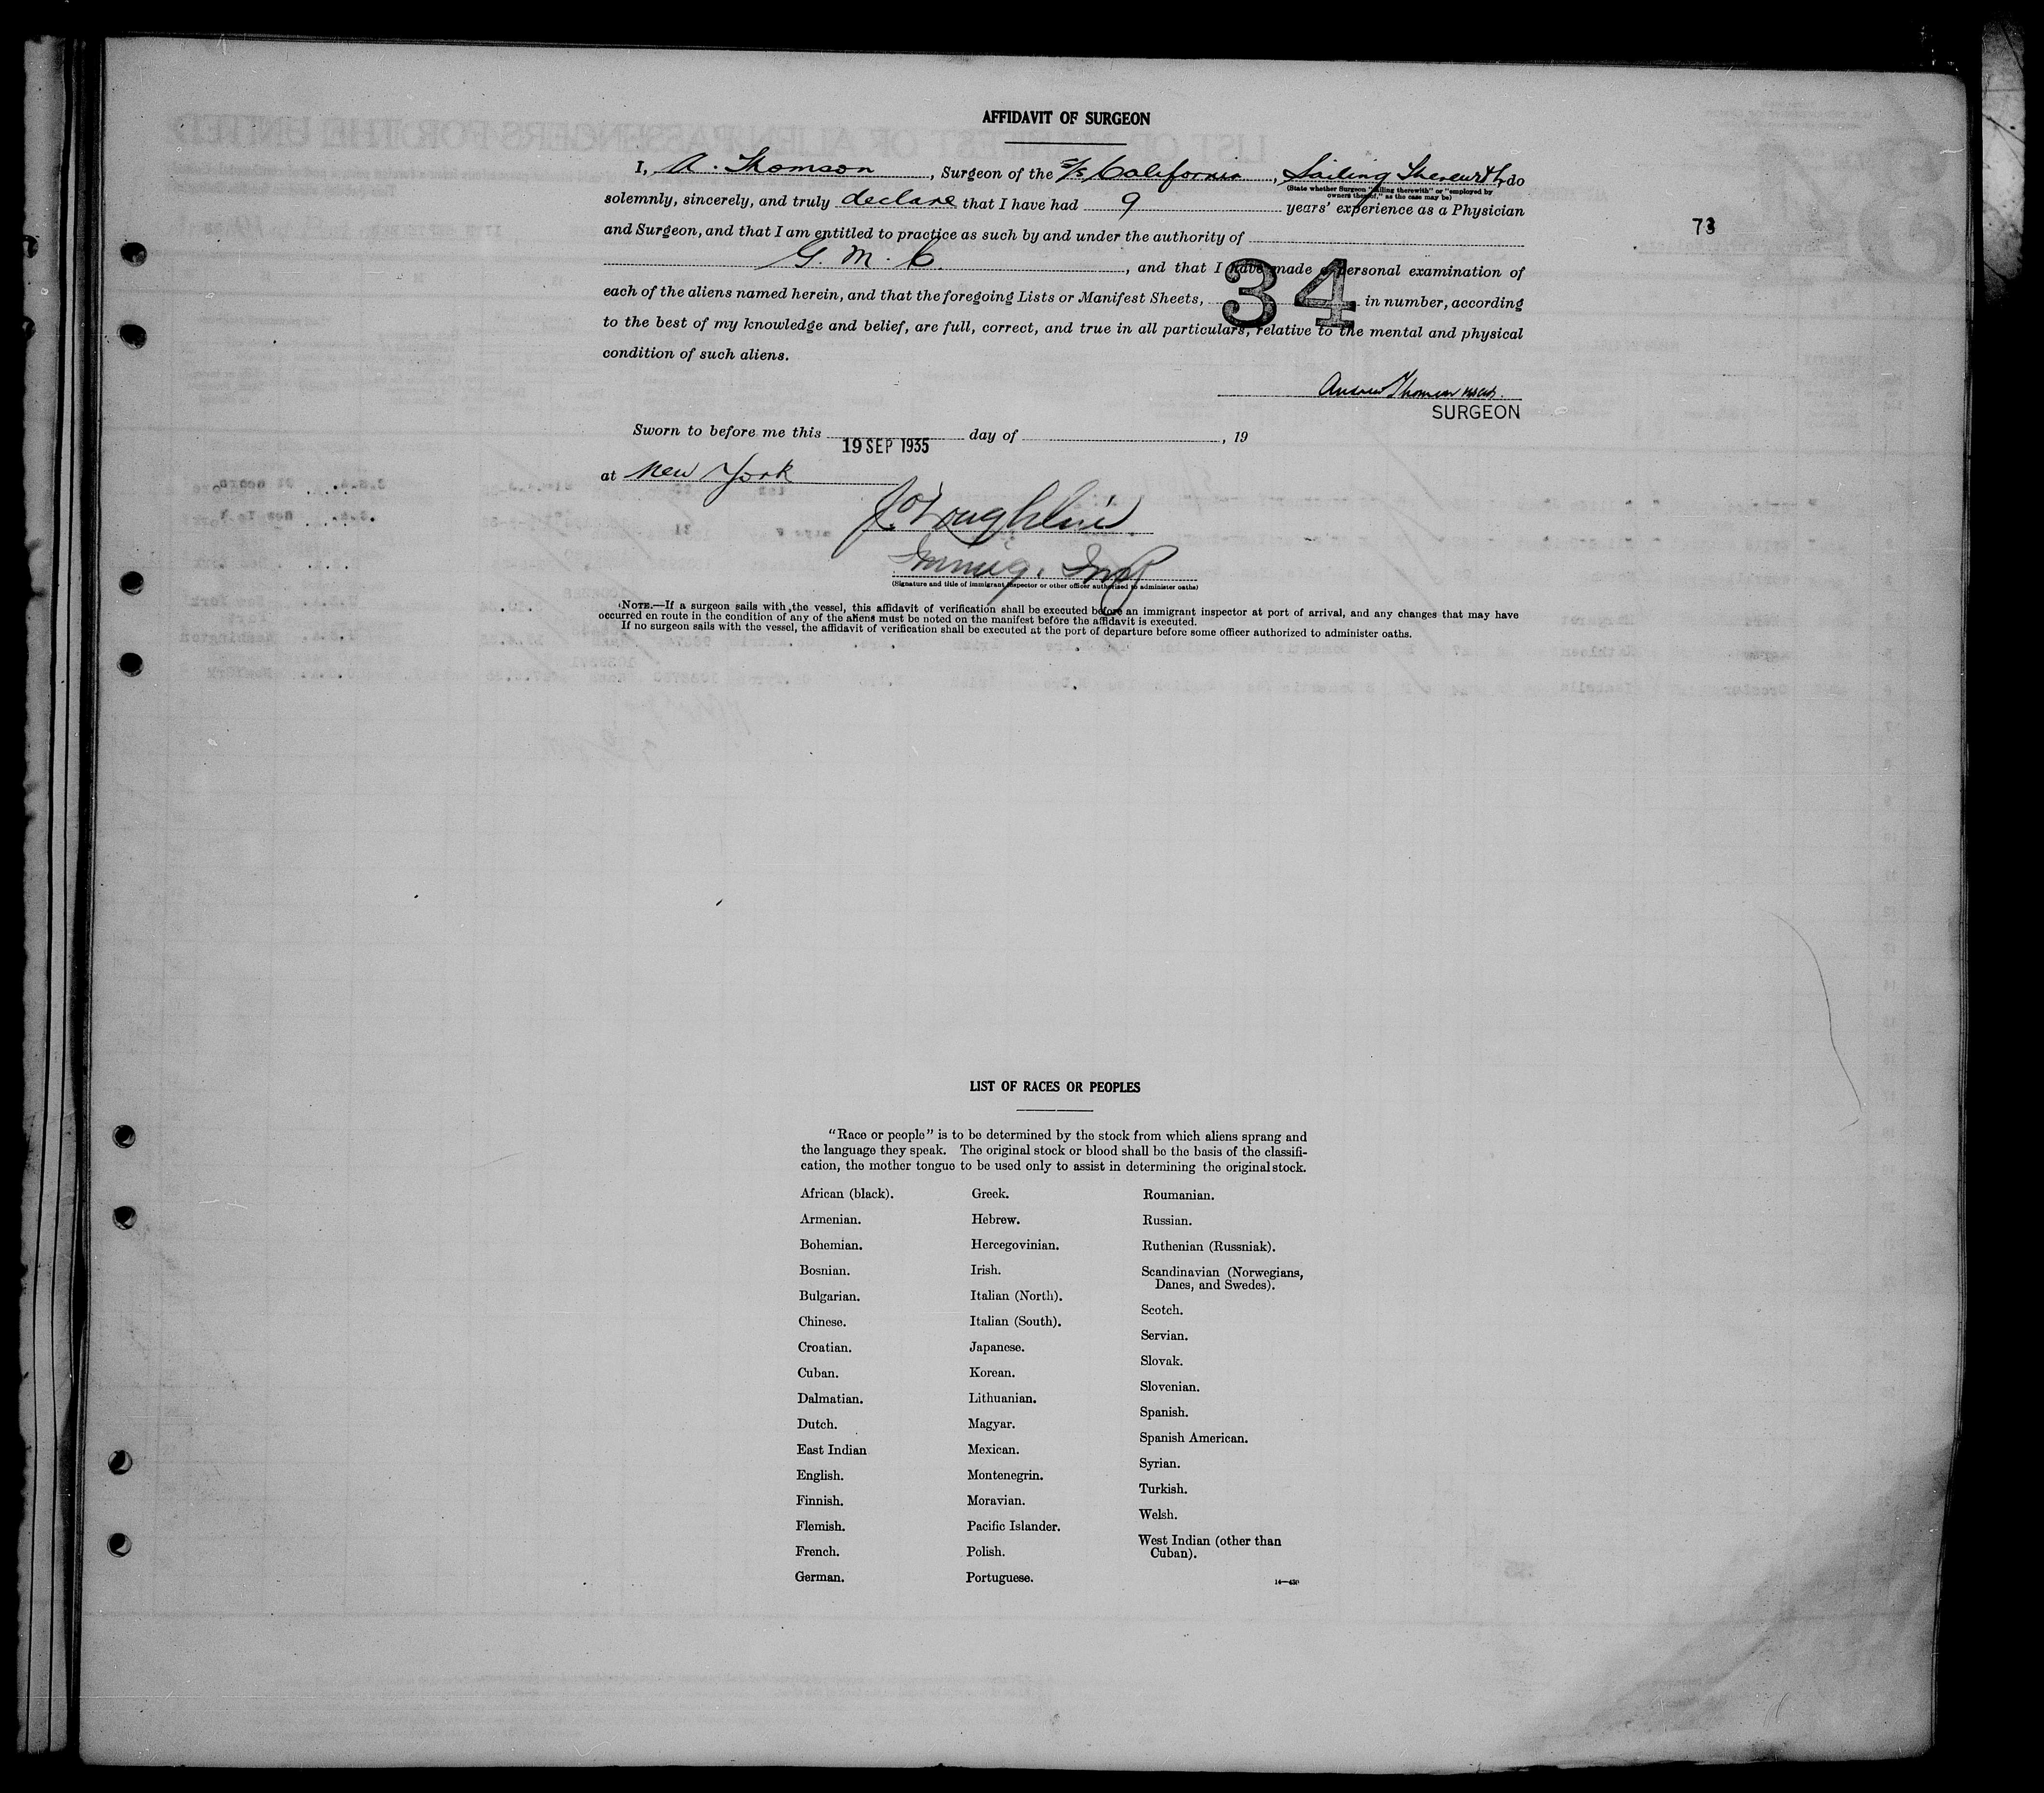 AFFIDAVIT OF SURGEON
I, A. Thomson, Surgeon of the S/s California, Sailing Therewith, do
(State whether Surgeon "sailing therewith" or "employed by
owners thereof," as the case may be)
solemnly, sincerely, and truly declare that I have had 9 years' experience as a Physician
73
and Surgeon, and that I am entitled to practice as such by and under the authority of
G. M. C. , and that I have made a personal examination of
each of the aliens named herein, and that the foregoing Lists or Manifest Sheets, 34 in number, according
to the best of my knowledge and belief, are full, correct, and true in all particulars, relative to the mental and physical
condition of such aliens.
Andrew Thomson
SURGEON
Sworn to before me this 19 SEP 1935 day of , 19
at New York
Immig. Insp
(Signature and title of immigrant inspector or other officer authorized to administer oaths)
NOTE.—If a surgeon sails with the vessel, this affidavit of verification shall be executed before an immigrant inspector at port of arrival, and any changes that may have
occurred en route in the condition of any of the aliens must be noted on the manifest before the affidavit is executed.
If no surgeon sails with the vessel, the affidavit of verification shall be executed at the port of departure before some officer authorized to administer oaths.
LIST OF RACES OR PEOPLES
"Race or people" is to be determined by the stock from which aliens sprang and
the language they speak. The original stock or blood shall be the basis of the classifi-
cation, the mother tongue to be used only to assist in determining the original stock.
African (black).
Armenian.
Bohemian.
Bosnian.
Bulgarian.
Chinese.
Croatian.
Cuban.
Dalmatian.
Dutch.
East Indian
English.
Finnish.
Flemish.
French.
German.
Greek.
Hebrew.
Hercegovinian.
Irish.
Italian (North).
Italian (South).
Japanese.
Korean.
Lithuanian.
Magyar.
Mexican.
Montenegrin.
Moravian.
Pacific Islander.
Polish.
Portuguese.
Roumanian.
Russian.
Ruthenian (Russniak).
Scandinavian (Norwegians,
Danes, and Swedes).
Scotch.
Servian.
Slovak.
Slovenian.
Spanish.
Spanish American.
Syrian.
Turkish.
Welsh.
West Indian (other than
Cuban).